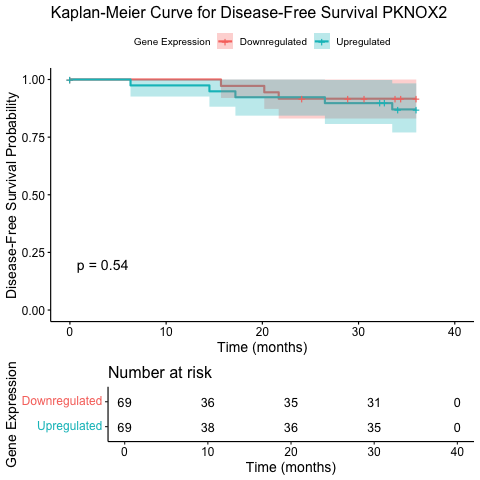 Kaplan-Meier Curve for Disease-Free Survival PKNOX2
Gene Expression Downregulated Upregulated
Disease-Free Survival Probability
1.00
0.75
0.50
0.25
0.00
p = 0.54
0 10 20 30 40
Time (months)
Number at risk
Gene Expression
Downregulated 69 36 35 31 0
Upregulated 69 38 36 35 0
0 10 20 30 40
Time (months)